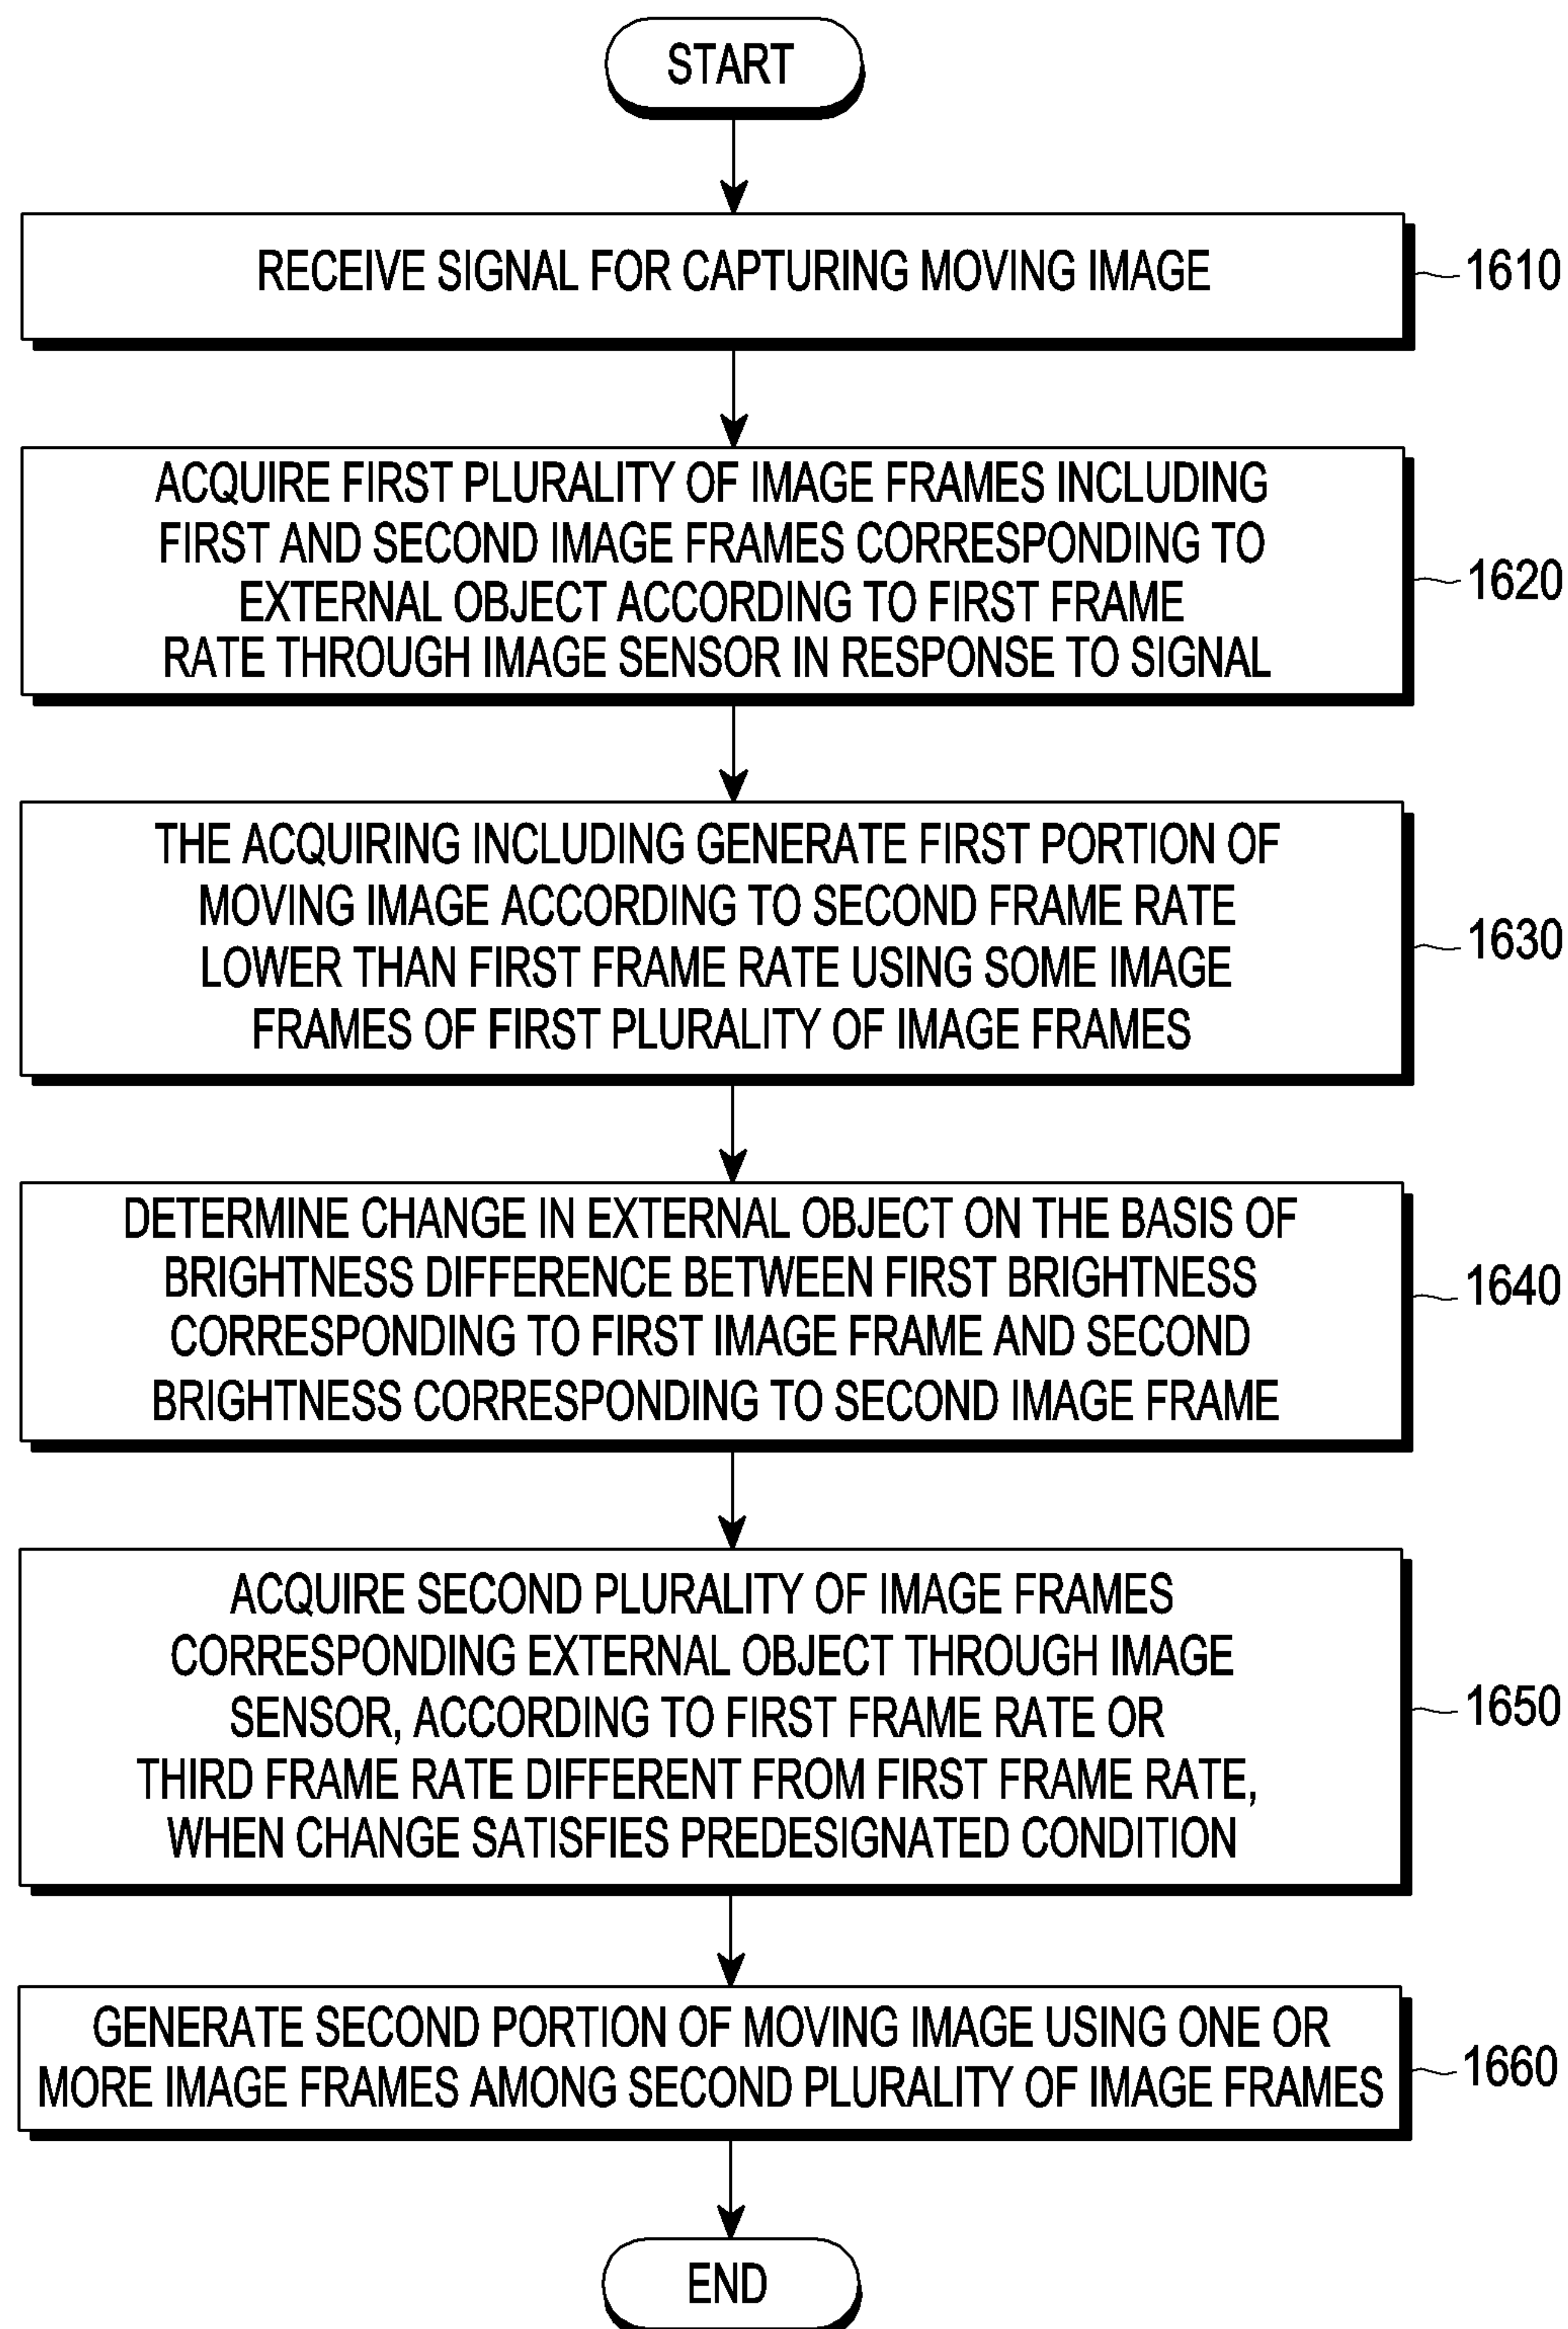 START
RECEIVE SIGNAL FOR CAPTURING MOVING IMAGE
1610
ACQUIRE FIRST PLURALITY OF IMAGE FRAMES INCLUDING
FIRST AND SECOND IMAGE FRAMES CORRESPONDING TO
EXTERNAL OBJECT ACCORDING TO FIRST FRAME
RATE THROUGH IMAGE SENSOR IN RESPONSE TO SIGNAL
1620
THE ACQUIRING INCLUDING GENERATE FIRST PORTION OF
MOVING IMAGE ACCORDING TO SECOND FRAME RATE
LOWER THAN FIRST FRAME RATE USING SOME IMAGE
FRAMES OF FIRST PLURALITY OF IMAGE FRAMES
1630
DETERMINE CHANGE IN EXTERNAL OBJECT ON THE BASIS OF
BRIGHTNESS DIFFERENCE BETWEEN FIRST BRIGHTNESS
CORRESPONDING TO FIRST IMAGE FRAME AND SECOND
BRIGHTNESS CORRESPONDING TO SECOND IMAGE FRAME
1640
ACQUIRE SECOND PLURALITY OF IMAGE FRAMES
CORRESPONDING EXTERNAL OBJECT THROUGH IMAGE
SENSOR, ACCORDING TO FIRST FRAME RATE OR
THIRD FRAME RATE DIFFERENT FROM FIRST FRAME RATE,
WHEN CHANGE SATISFIES PREDESIGNATED CONDITION
1650
GENERATE SECOND PORTION OF MOVING IMAGE USING ONE OR
MORE IMAGE FRAMES AMONG SECOND PLURALITY OF IMAGE FRAMES
1660
END